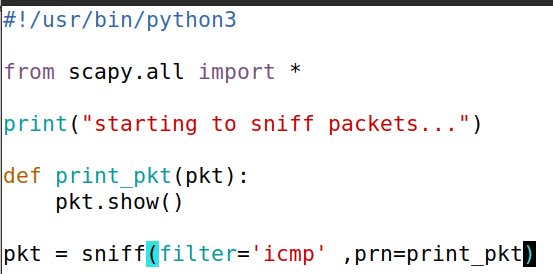 #!/usr/bin/python3
from scapy.all import *
print("starting to sniff packets...")
def print_pkt(pkt):
    pkt.show()
pkt = sniff(filter='icmp' ,prn=print_pkt)